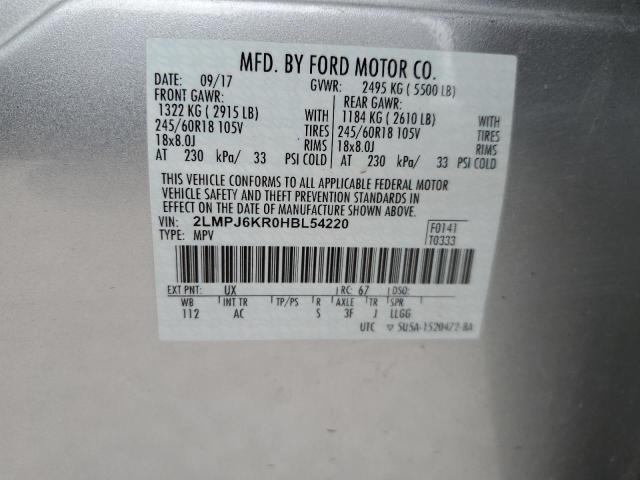 MFD. BY FORD MOTOR CO.
DATE: 09/17 GVWR: 2495 KG ( 5500 LB)
FRONT GAWR: REAR GAWR:
1322 KG ( 2915 LB) 1184 KG ( 2610 LB) WITH
245/60R18 105V TIRES 245/60R18 105V TIRES
18x8.0J RIMS 18x8.0J RIMS
AT 230 kPa/ 33 PSI COLD AT 230 kPa/ 33 PSI COLD
THIS VEHICLE CONFORMS TO ALL APPLICABLE FEDERAL MOTOR
VEHICLE SAFETY AND THEFT PREVENTION STANDARDS IN
EFFECT ON THE DATE OF MANUFACTURE SHOWN ABOVE.
VIN: 2LMPJ6KR0HBL54220 F0141
TYPE: MPV T0333
EXT PNT: UX RC: 67 DSO:
WB INT TR TP/PS R AXLE TR SPR
112 AC S 3F J LLGG
UTC ▽ 5U5A-1520472-BA